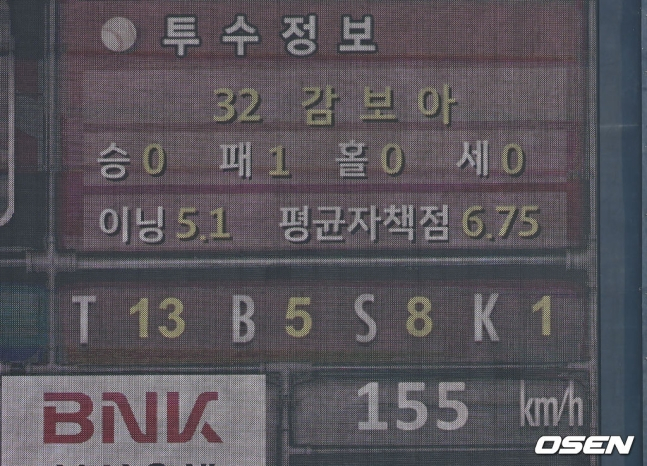 투수정보
32 감보아
승 0 패 1 홀 0 세 0
이닝 5.1 평균자책점 6.75
T 13 B 5 S 8 K 1
BNK
155 km/h
OSEN